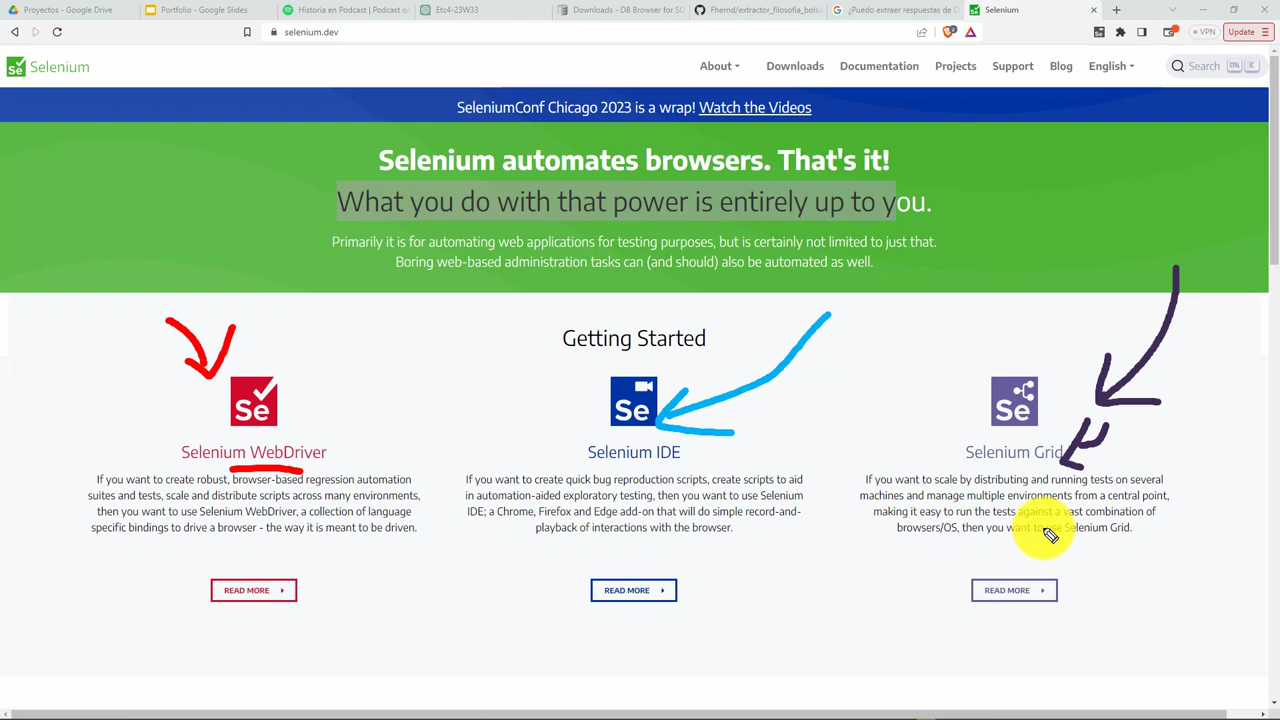 Proyectos - Google Drive
Portfolio - Google Slides
Historia en Podcast | Podcast o
Etc4-23W33
Downloads - DB Browser for SQ
Fhernd/extractor_filosofia_bolsi
¿Puedo extraer respuestas de C
Selenium
selenium.dev
2
VPN
Update
Se Selenium
About
Downloads
Documentation
Projects
Support
Blog
English
Search
K
SeleniumConf Chicago 2023 is a wrap! Watch the Videos
Selenium automates browsers. That's it!
What you do with that power is entirely up to you.
Primarily it is for automating web applications for testing purposes, but is certainly not limited to just that.
Boring web-based administration tasks can (and should) also be automated as well.
Getting Started
Se
Selenium WebDriver
If you want to create robust, browser-based regression automation
suites and tests, scale and distribute scripts across many environments,
then you want to use Selenium WebDriver, a collection of language
specific bindings to drive a browser - the way it is meant to be driven.
READ MORE
Se
Selenium IDE
If you want to create quick bug reproduction scripts, create scripts to aid
in automation-aided exploratory testing, then you want to use Selenium
IDE; a Chrome, Firefox and Edge add-on that will do simple record-and-
playback of interactions with the browser.
READ MORE
Se
Selenium Grid
If you want to scale by distributing and running tests on several
machines and manage multiple environments from a central point,
making it easy to run the tests against a vast combination of
browsers/OS, then you want to use Selenium Grid.
READ MORE